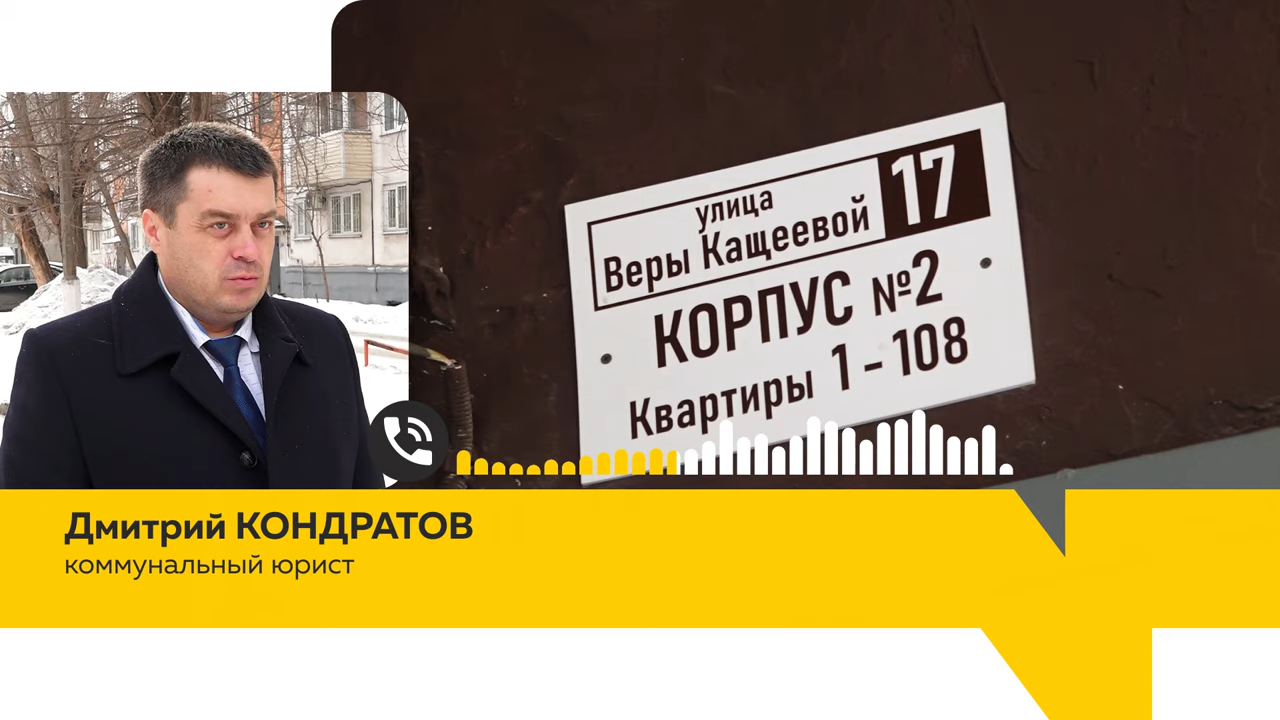 улица
Веры Кащеевой 17
КОРПУС №2
Квартиры 1-108
Дмитрий КОНДРАТОВ
коммунальный юрист